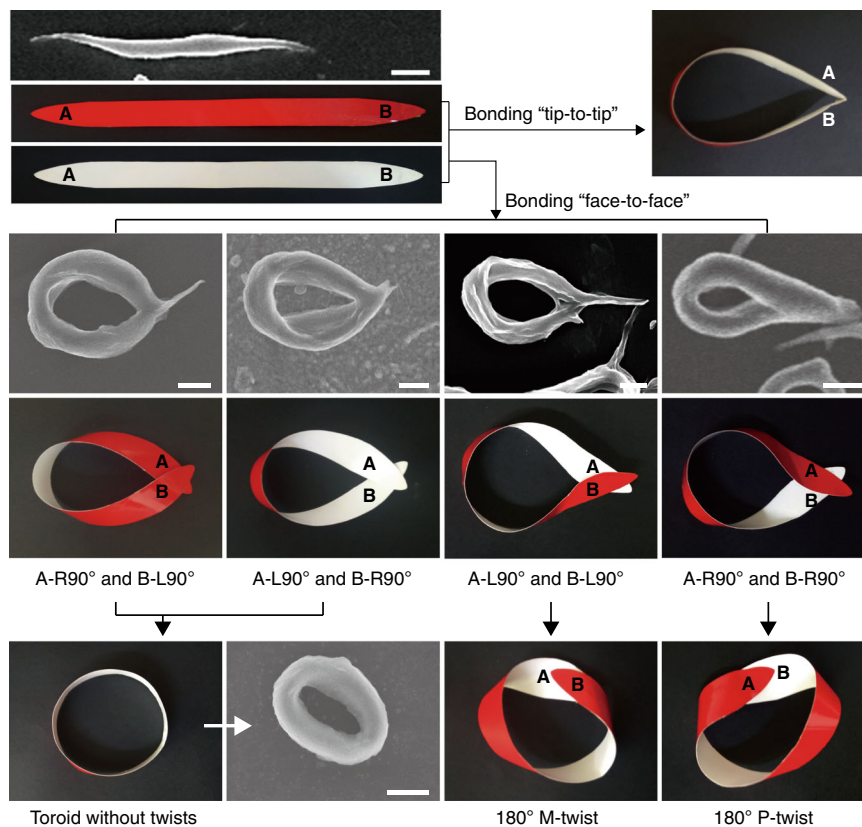 A B
Bonding “tip-to-tip”
A
B
A B
Bonding “face-to-face”
A
B
A
B
A
B
A
B
A-R90° and B-L90°
A-L90° and B-R90°
A-L90° and B-L90°
A-R90° and B-R90°
A B
A B
Toroid without twists
180° M-twist
180° P-twist